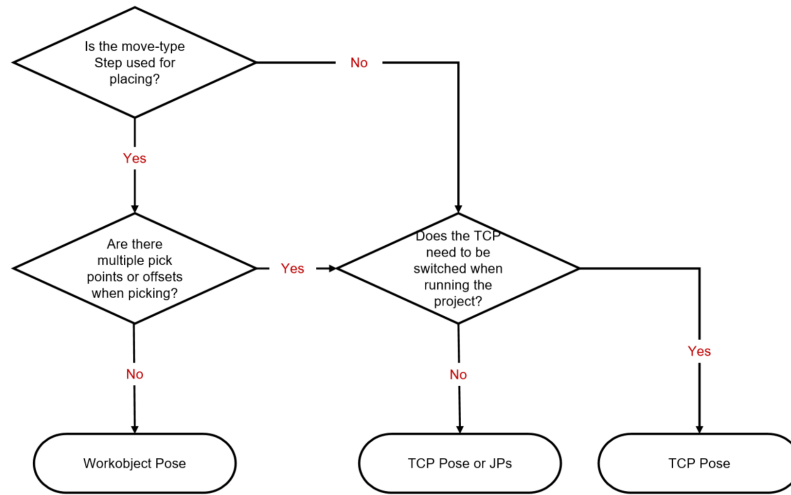 Is the move-type
Step used for
placing?
No
Yes
Are there
multiple pick
points or offsets
when picking?
Yes
Does the TCP
need to be
switched when
running the
project?
Yes
No
No
Workobject Pose
TCP Pose or JPs
TCP Pose